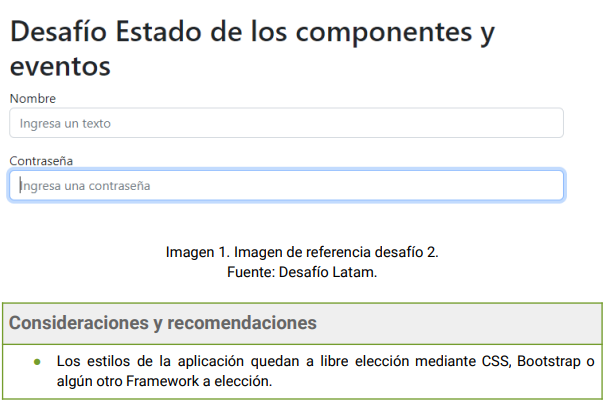 Desafío Estado de los componentes y
eventos
Nombre
Ingresa un texto
Contraseña
Ingresa una contraseña
Imagen 1. Imagen de referencia desafío 2.
Fuente: Desafío Latam.
Consideraciones y recomendaciones
● Los estilos de la aplicación quedan a libre elección mediante CSS, Bootstrap o
algún otro Framework a elección.